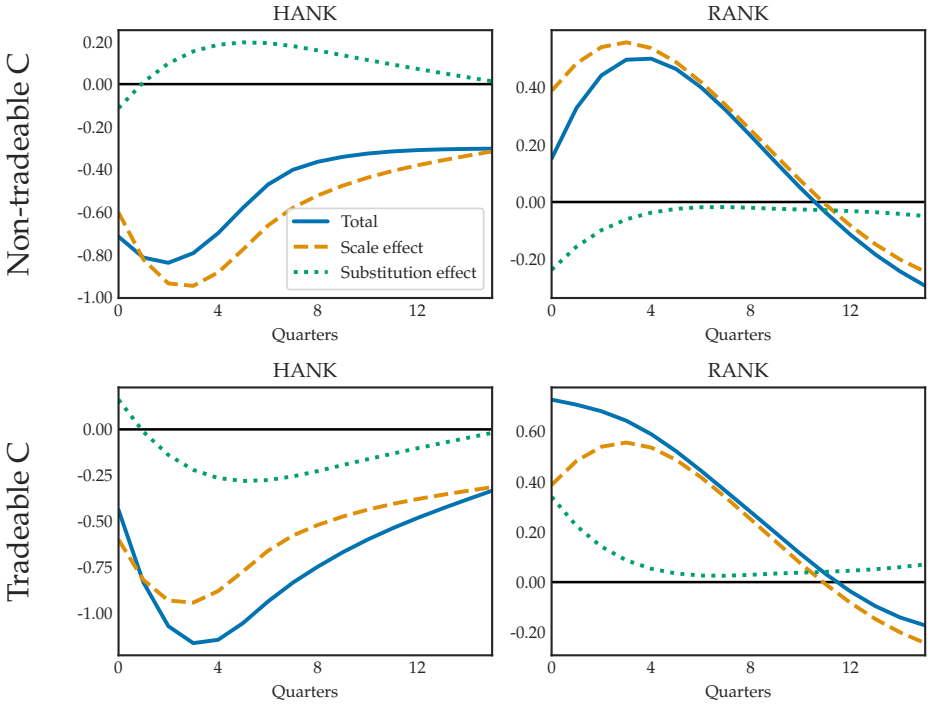 HANK
RANK
Non-tradeable C
0.20
0.00
-0.20
-0.40
-0.60
-0.80
-1.00
Total
Scale effect
Substitution effect
0 4 8 12
Quarters
0.40
0.20
0.00
-0.20
0 4 8 12
Quarters
HANK
RANK
Tradeable C
0.00
-0.25
-0.50
-0.75
-1.00
0 4 8 12
Quarters
0.60
0.40
0.20
0.00
-0.20
0 4 8 12
Quarters